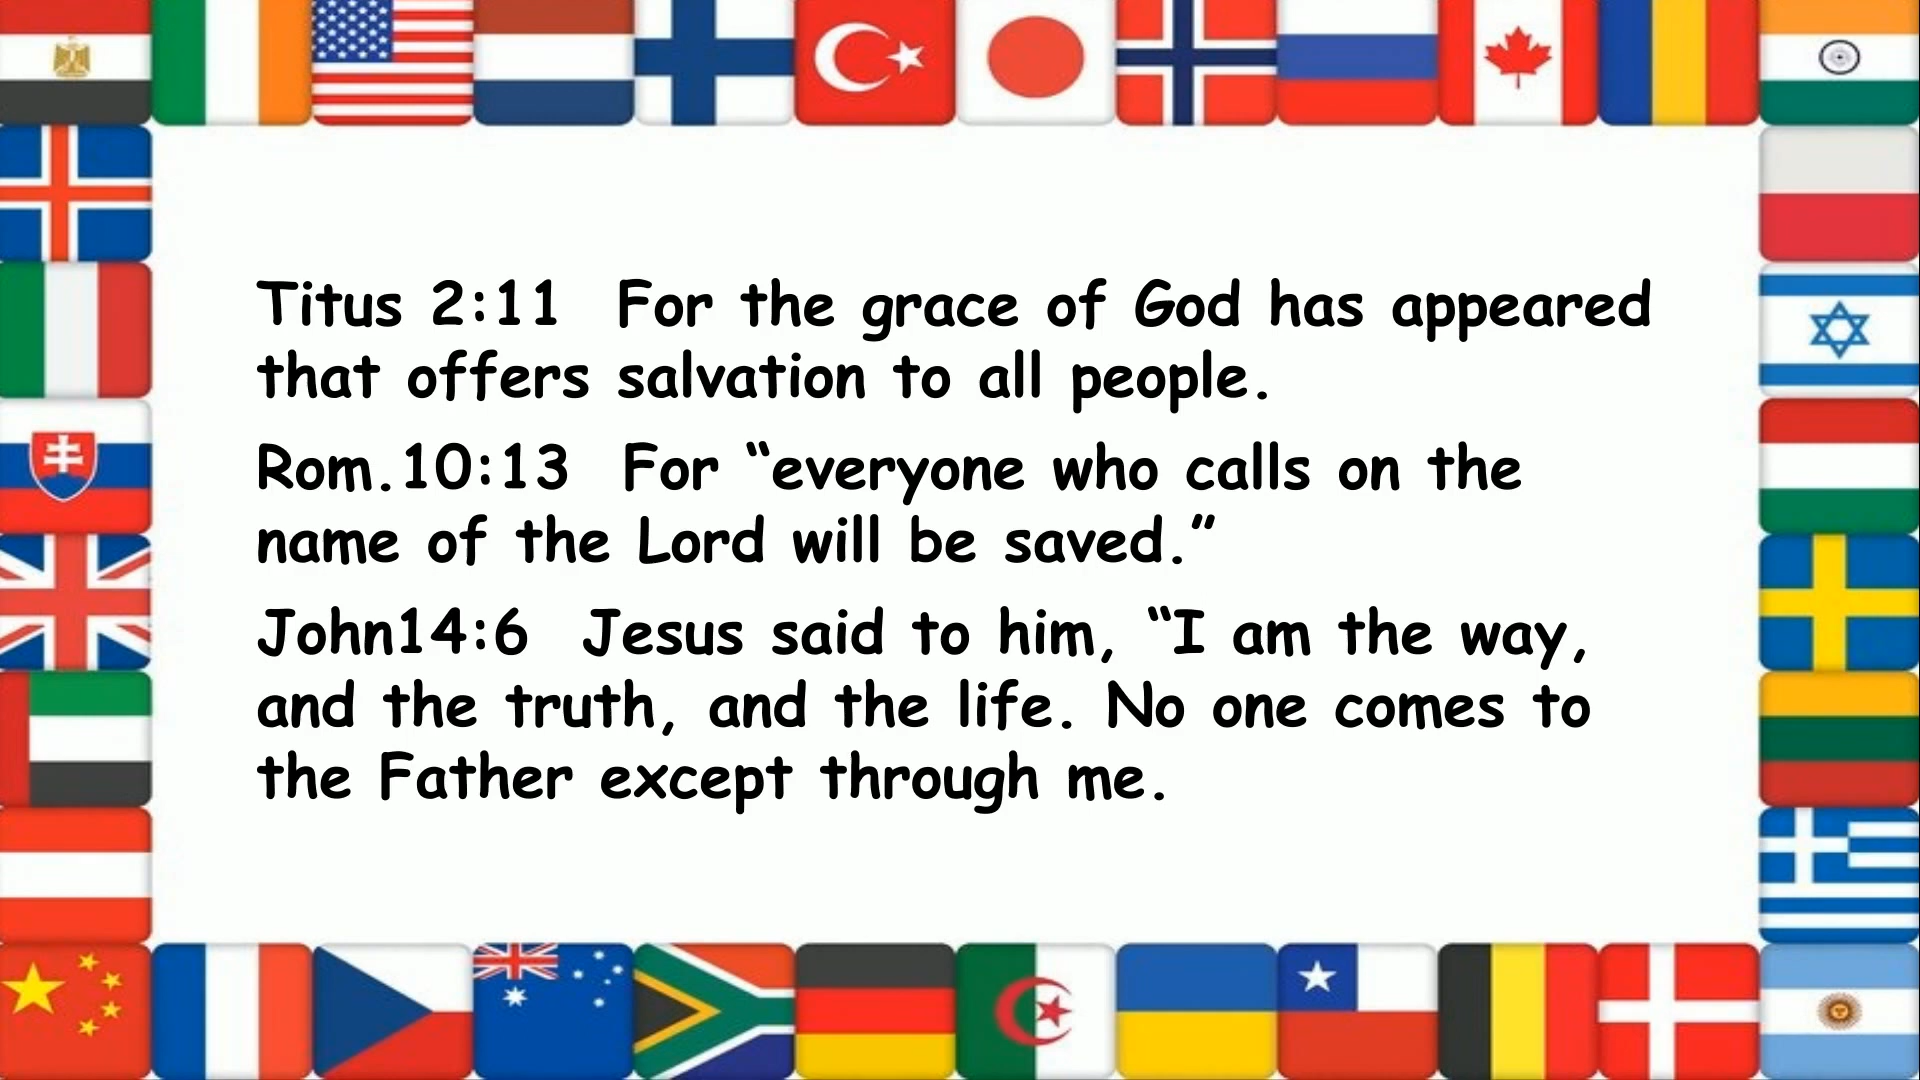 Titus 2:11  For the grace of God has appeared
that offers salvation to all people.
Rom.10:13  For “everyone who calls on the
name of the Lord will be saved.”
John14:6  Jesus said to him, “I am the way,
and the truth, and the life. No one comes to
the Father except through me.